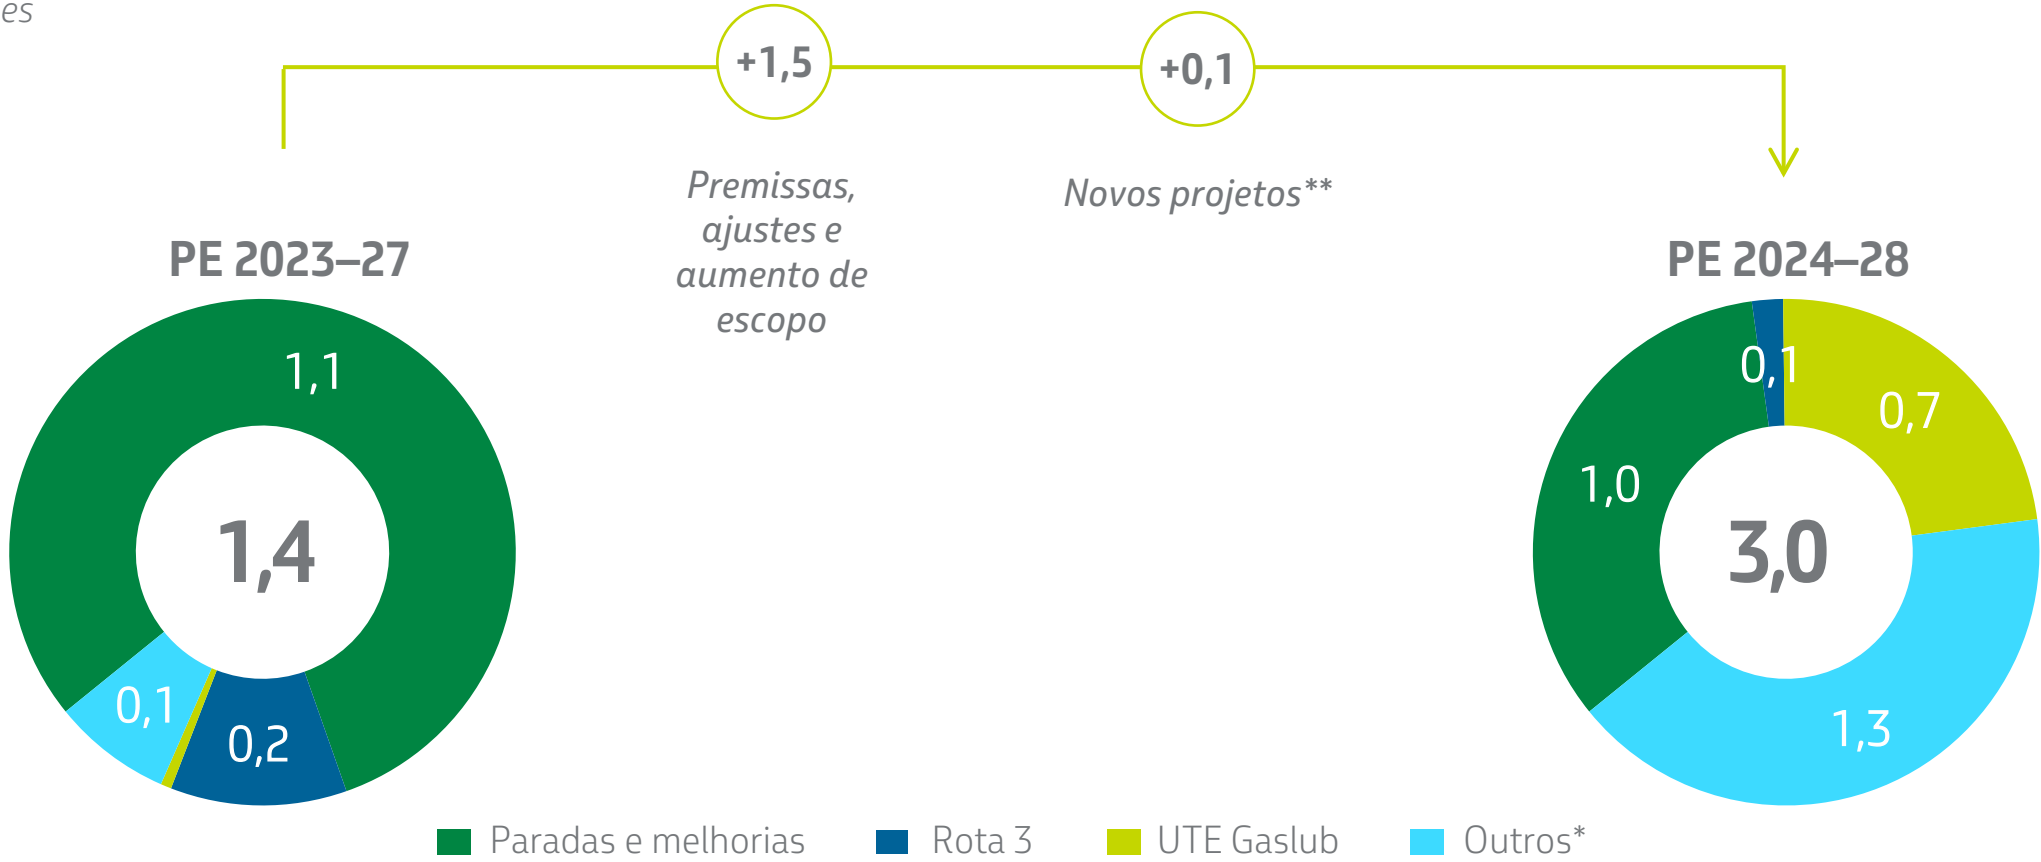 es
+1,5
+0,1
Premissas,
ajustes e
aumento de
escopo
Novos projetos**
PE 2023–27
PE 2024–28
1,1
0,1
0,2
1,4
0,1
0,7
1,0
1,3
3,0
Paradas e melhorias
Rota 3
UTE Gaslub
Outros*